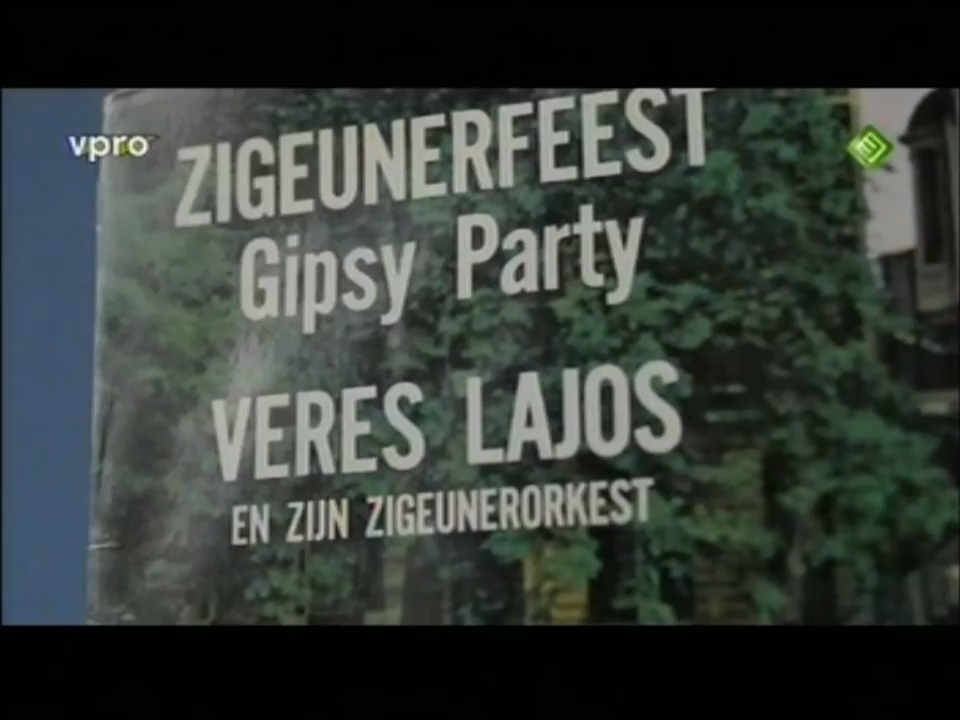 vpro
ZIGEUNERFEEST
Gipsy Party
VERES LAJOS
EN ZIJN ZIGEUNERORKEST